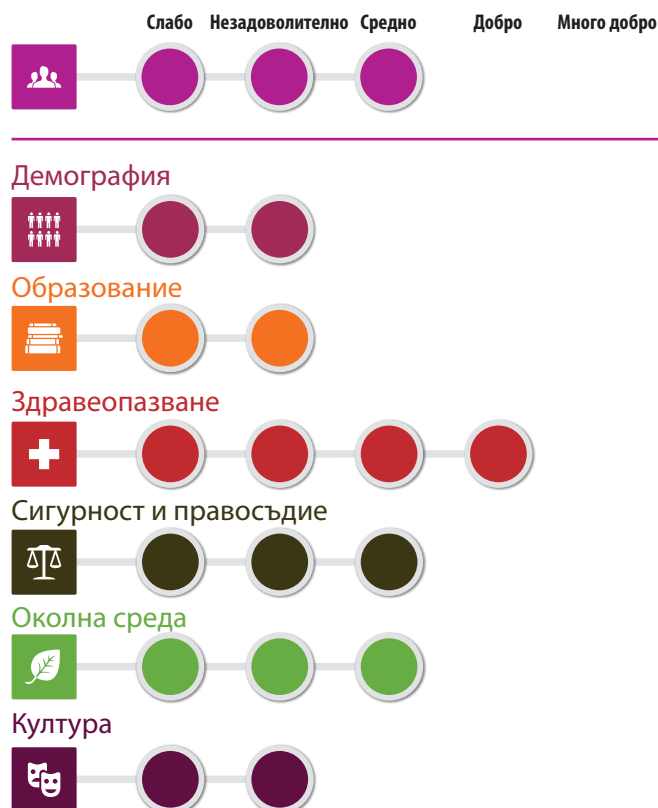 Слабо Незадоволително Средно Добро Много добро
Демография
Образование
Здравеопазване
Сигурност и правосъдие
Околна среда
Култура